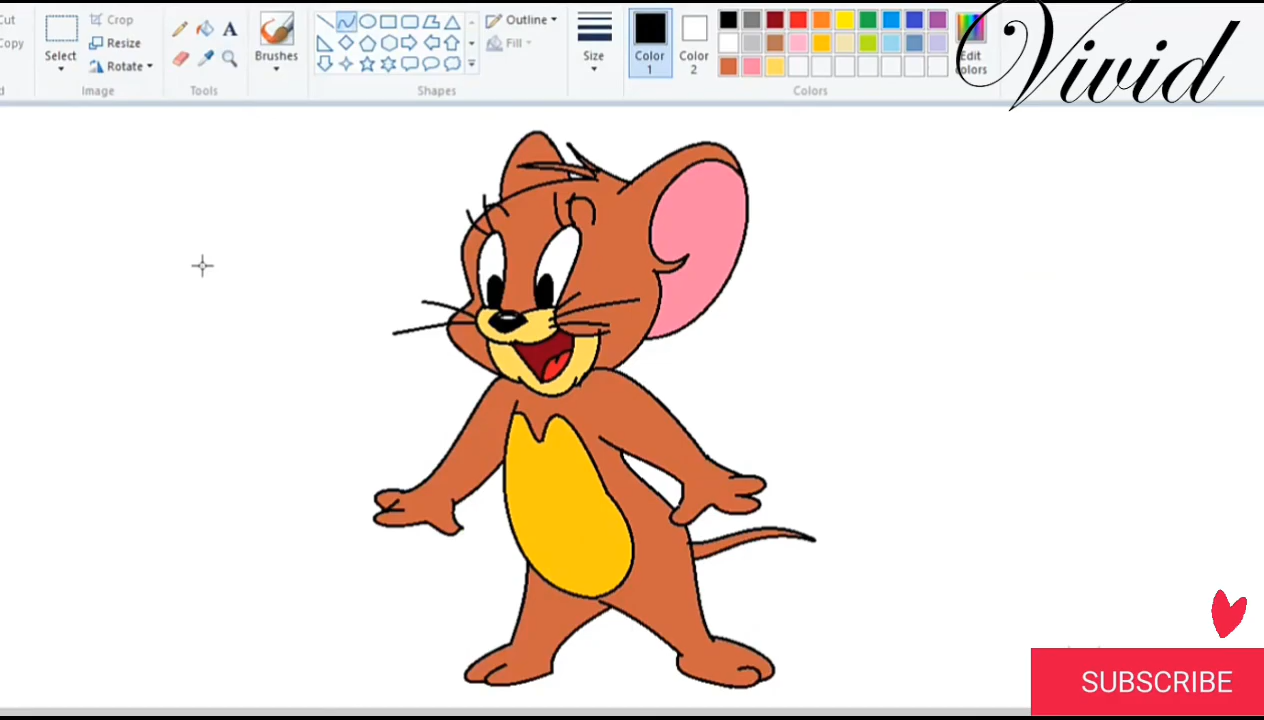 Cut
Copy
Select
Crop
Resize
Rotate
Image
Tools
Brushes
Outline
Fill
Shapes
Size
Color 1
Color 2
Edit colors
Colors
Vivid
SUBSCRIBE